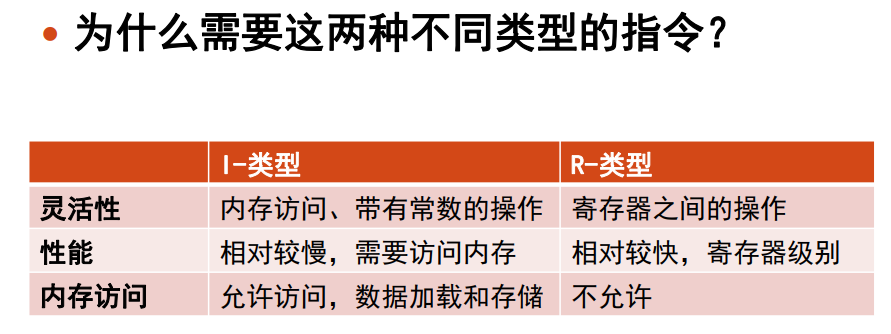 • 为什么需要这两种不同类型的指令?
I-类型 R-类型
灵活性 内存访问、带有常数的操作 寄存器之间的操作
性能 相对较慢，需要访问内存 相对较快，寄存器级别
内存访问 允许访问，数据加载和存储 不允许